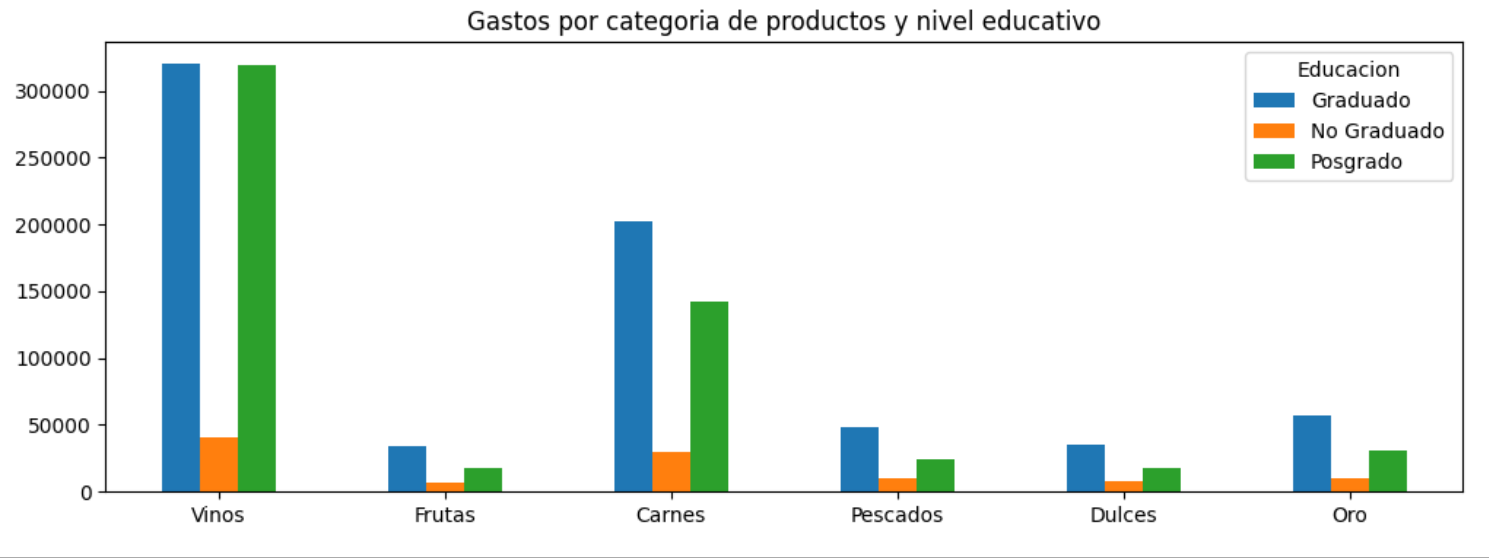 Gastos por categoria de productos y nivel educativo
Educacion
Graduado
No Graduado
Posgrado
300000
250000
200000
150000
100000
50000
0
Vinos Frutas Carnes Pescados Dulces Oro